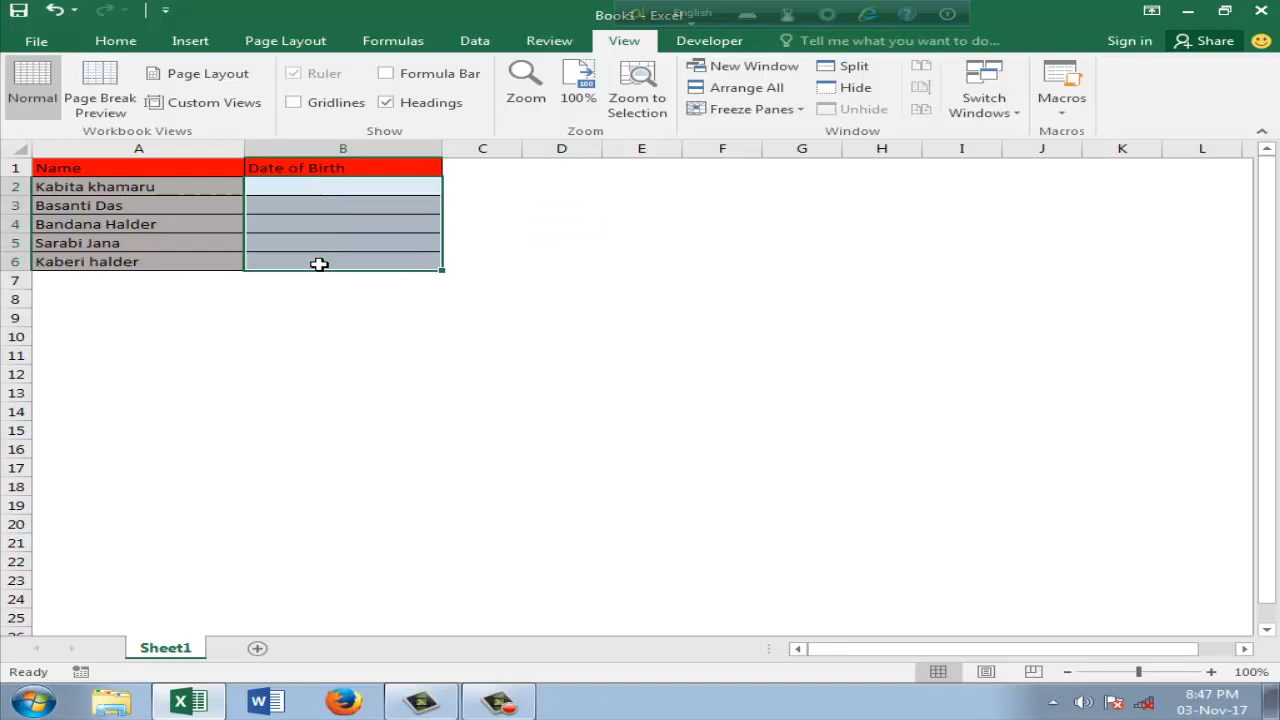 Book1 - Excel
English
File
Home
Insert
Page Layout
Formulas
Data
Review
View
Developer
Tell me what you want to do...
Sign in
Share
Normal
Page Break
Preview
Page Layout
Custom Views
Workbook Views
Ruler
Formula Bar
Gridlines
Headings
Show
Zoom
100
100%
Zoom to
Selection
Zoom
New Window
Arrange All
Freeze Panes
Split
Hide
Unhide
Switch
Windows
Window
Macros
Macros
A B C D E F G H I J K L
1 Name Date of Birth
2 Kabita khamaru
3 Basanti Das
4 Bandana Halder
5 Sarabi Jana
6 Kaberi halder
7
8
9
10
11
12
13
14
15
16
17
18
19
20
21
22
23
24
25
26
Sheet1
Ready
100%
8:47 PM
03-Nov-17